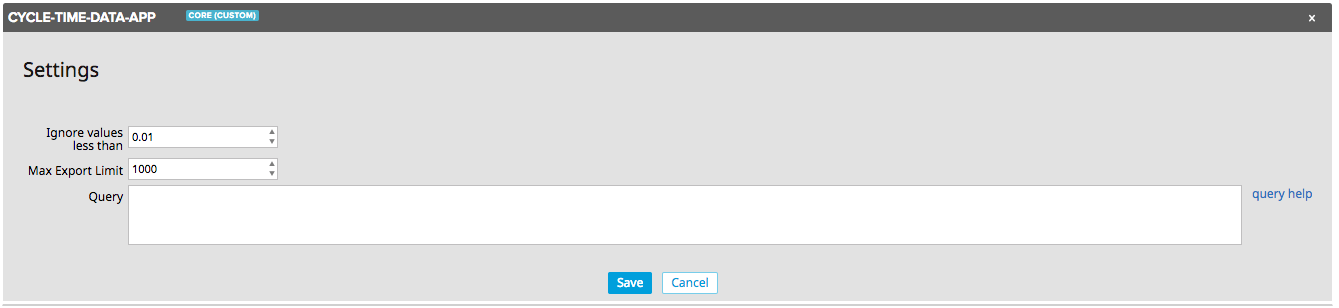 CYCLE-TIME-DATA-APP CORE (CUSTOM) x
Settings
Ignore values
less than 0.01
Max Export Limit 1000
Query query help
Save Cancel